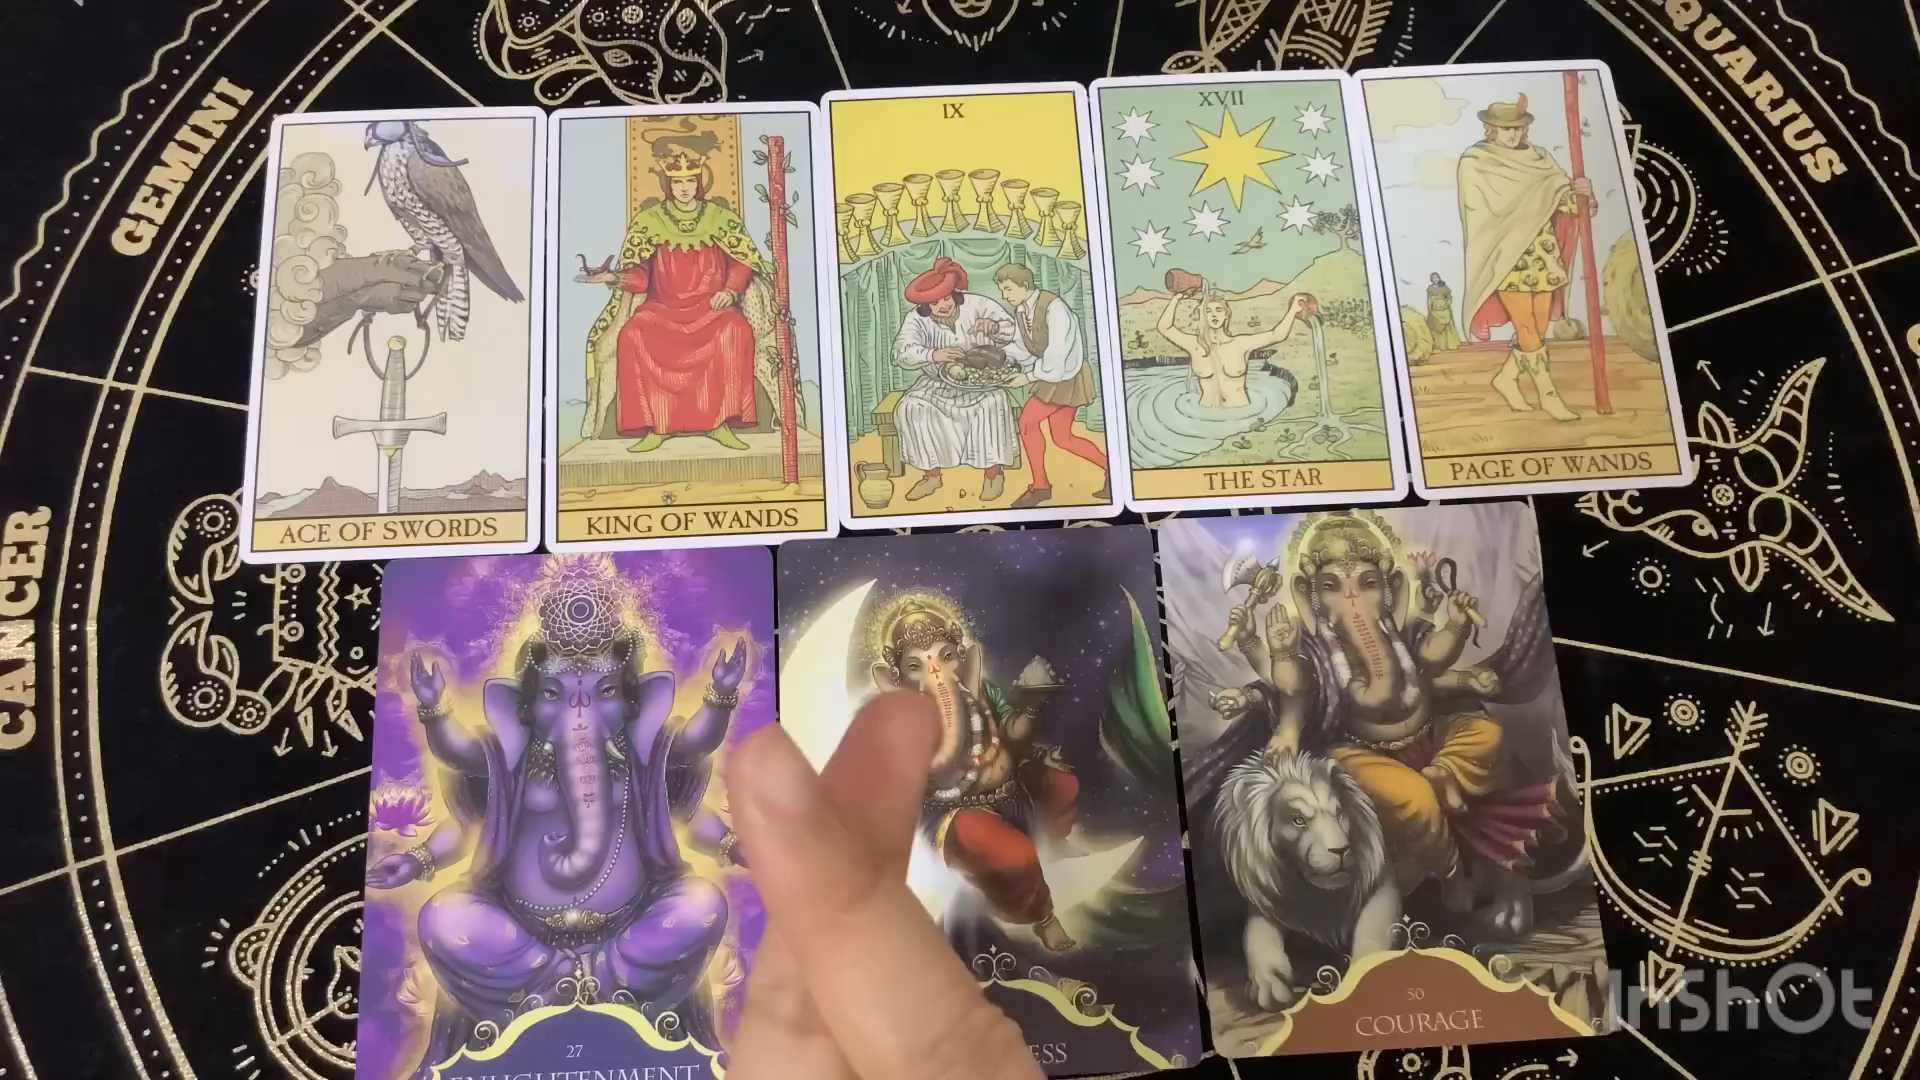 GEMINI
AQUARIUS
CANCER
IX
XVII
ACE OF SWORDS
KING OF WANDS
THE STAR
PAGE OF WANDS
27
ENLIGHTENMENT
50
COURAGE
InShOt